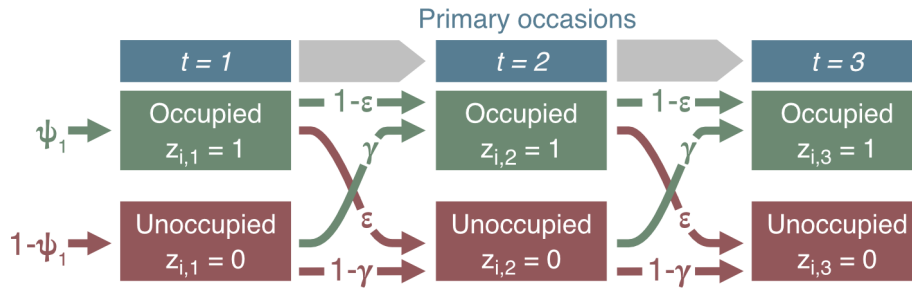 Primary occasions
t = 1
t = 2
t = 3
ψ₁
Occupied
zᵢ,₁ = 1
1-ε
γ
Occupied
zᵢ,₂ = 1
1-ε
γ
Occupied
zᵢ,₃ = 1
1-ψ₁
Unoccupied
zᵢ,₁ = 0
ε
1-γ
Unoccupied
zᵢ,₂ = 0
ε
1-γ
Unoccupied
zᵢ,₃ = 0